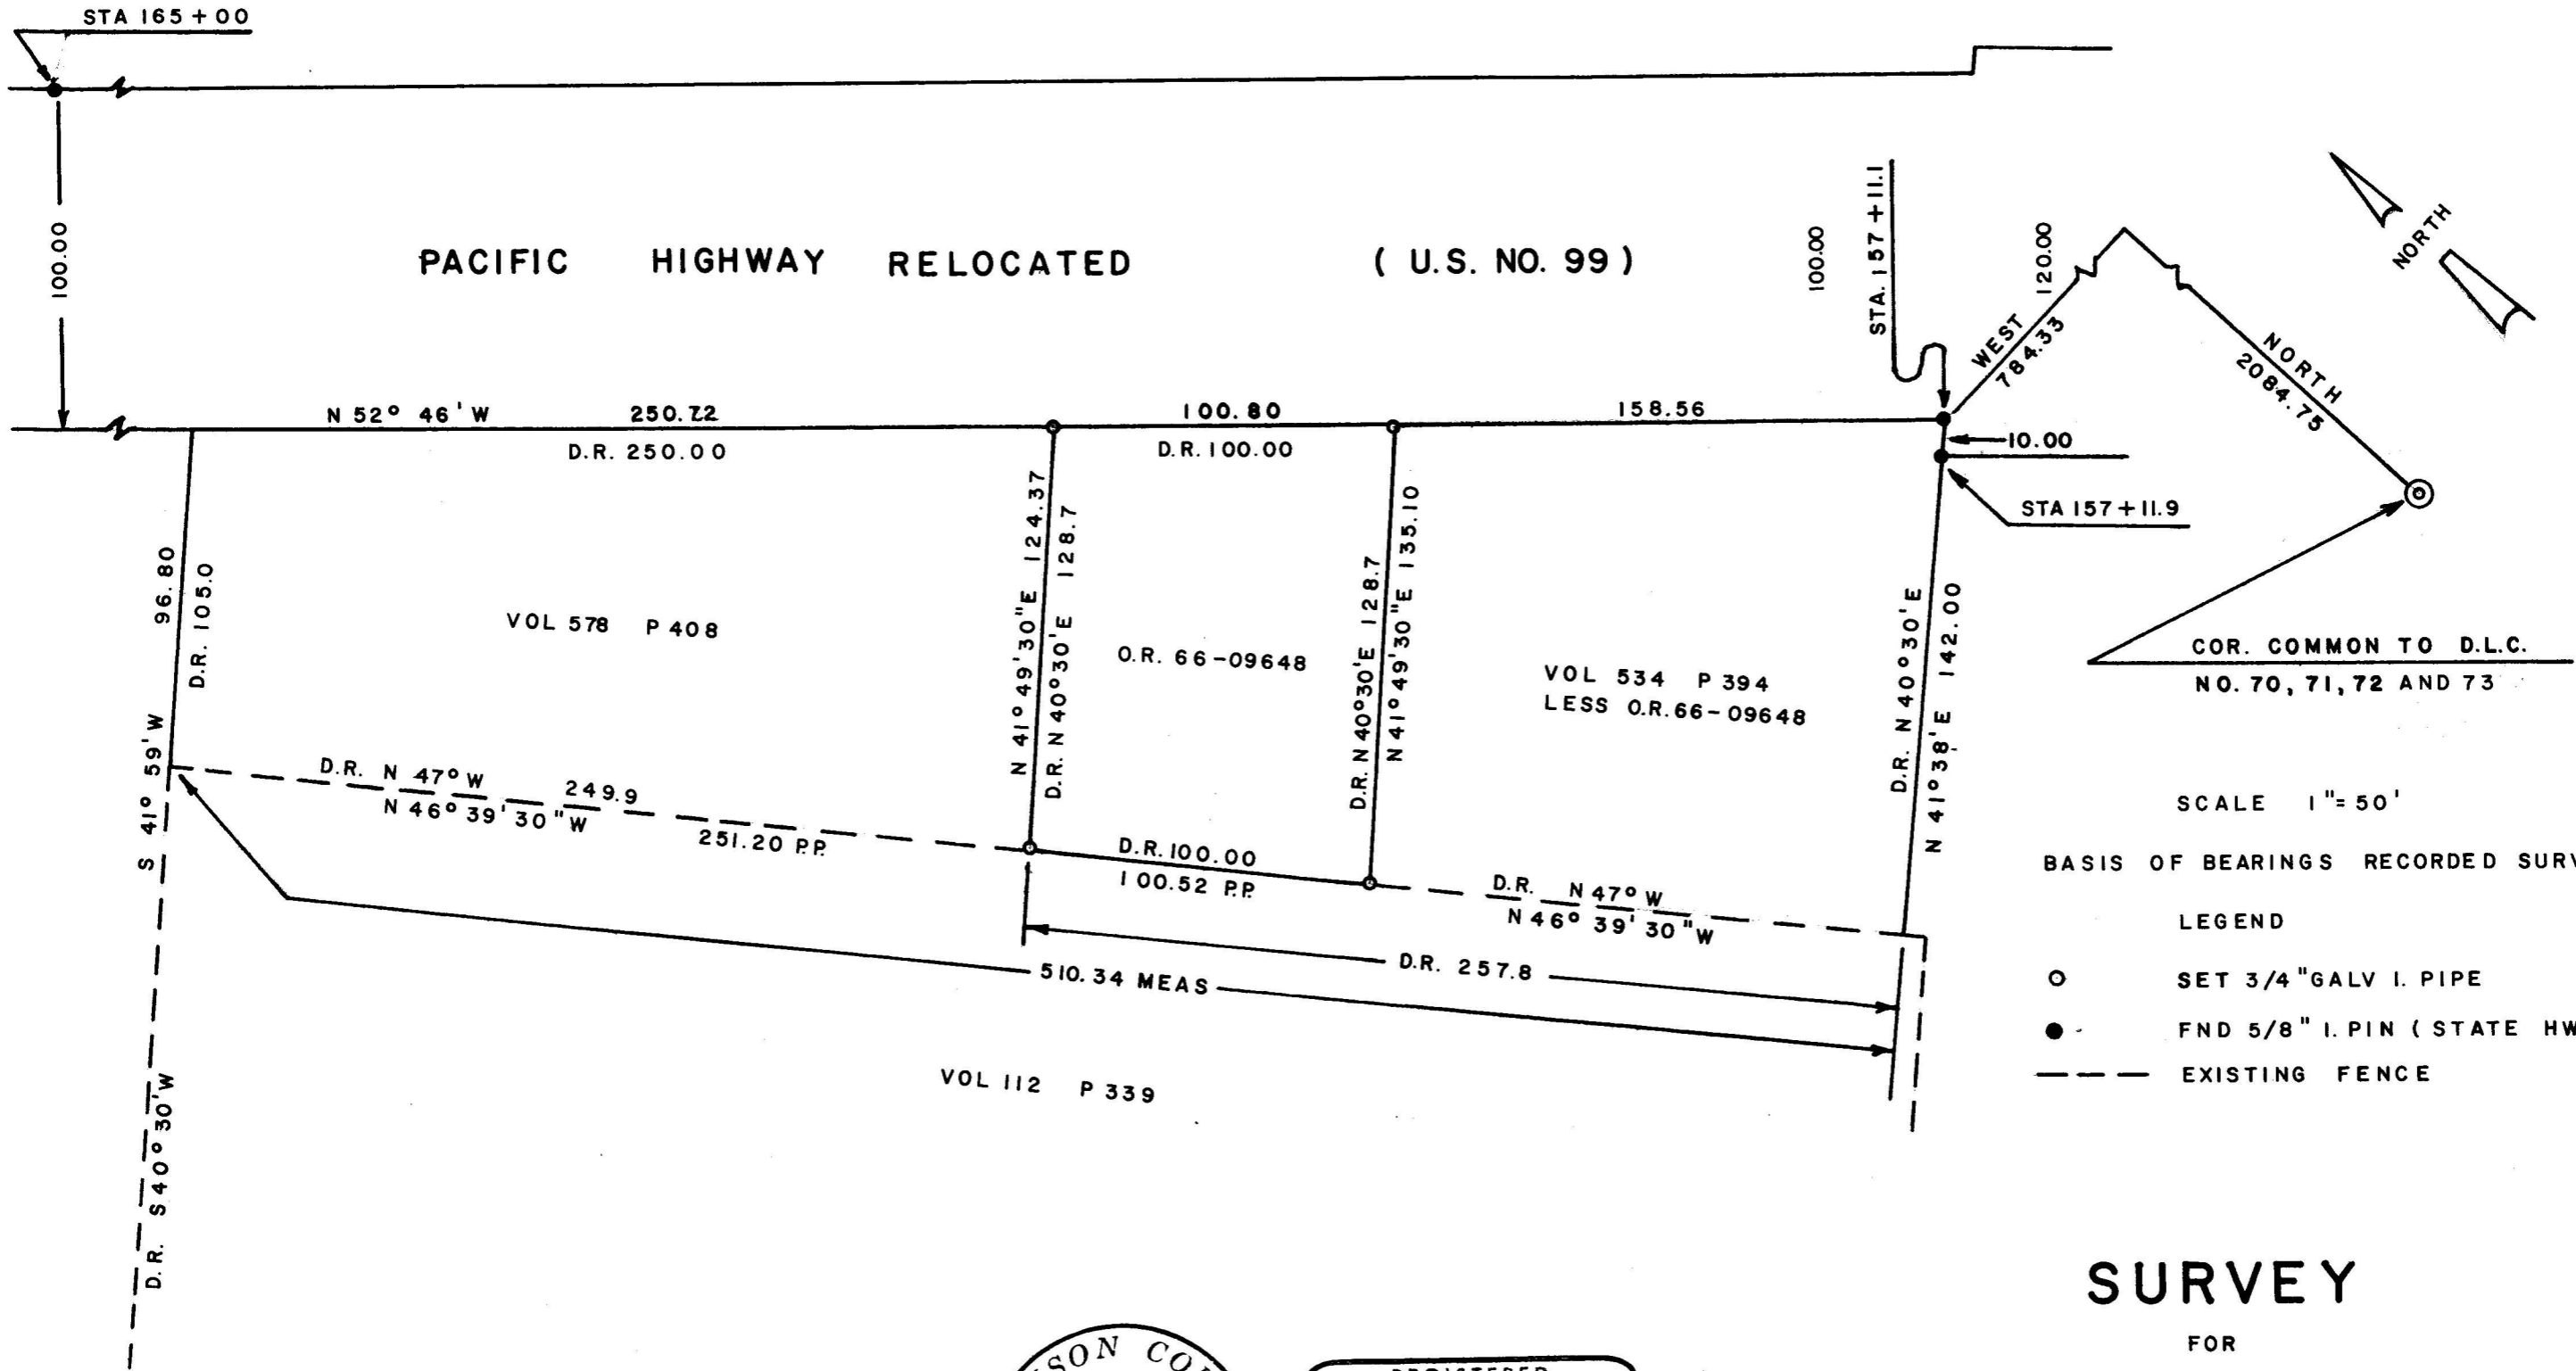 STA 165+00
100.00
PACIFIC HIGHWAY RELOCATED (U.S. NO. 99)
100.00
STA. 157+11.1
120.00
WEST
784.33
NORTH
2084.75
NORTH
N 52° 46' W 250.72
D.R. 250.00
100.80
D.R. 100.00
158.56
10.00
STA 157+11.9
COR. COMMON TO D.L.C.
NO. 70, 71, 72 AND 73
96.80
D.R. 105.0
S 41° 59' W
D.R. S 40° 30' W
VOL 578 P 408
N 41° 49' 30" E 124.37
D.R. N 40° 30' E 128.7
O.R. 66-09648
D.R. N 40° 30' E 128.7
N 41° 49' 30" E 135.10
VOL 534 P 394
LESS O.R. 66-09648
D.R. N 40° 30' E
N 41° 38' E 142.00
D.R. N 47° W 249.9
N 46° 39' 30" W 251.20 P.P.
D.R. 100.00
100.52 P.P.
D.R. N 47° W
N 46° 39' 30" W
D.R. 257.8
510.34 MEAS
VOL 112 P 339
SCALE 1"= 50'
BASIS OF BEARINGS RECORDED SURV
LEGEND
SET 3/4" GALV I. PIPE
FND 5/8" I. PIN (STATE HW
EXISTING FENCE
SURVEY
FOR
SON CO
REGISTERED